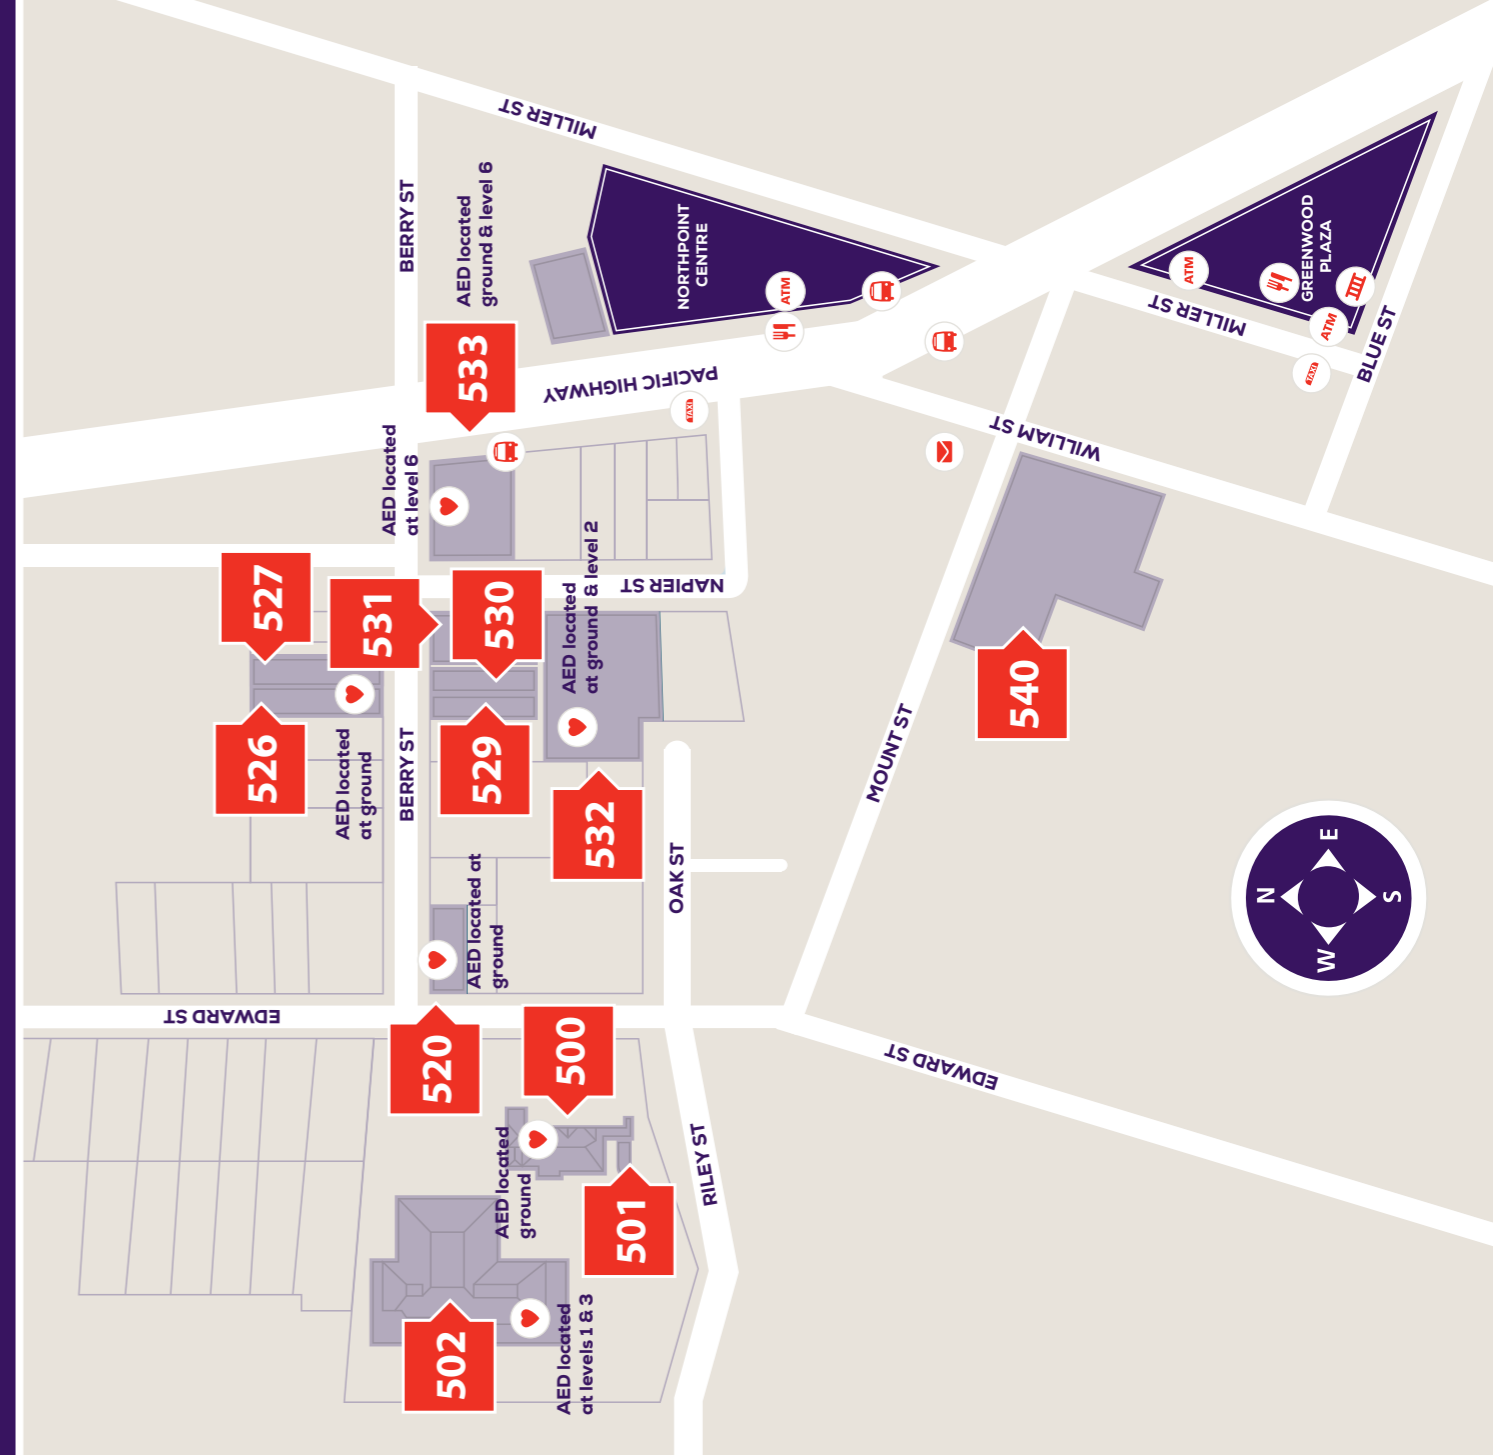 MILLER ST
BERRY ST
AED located
ground & level 6
533
NORTHPOINT
CENTRE
ATM
PACIFIC HIGHWAY
TAXI
GREENWOOD
PLAZA
ATM
ATM
MILLER ST
TAXI
BLUE ST
AED located
at level 6
WILLIAM ST
527
531
530
NAPIER ST
AED located
at ground & level 2
526
AED located
at ground
BERRY ST
529
532
540
MOUNT ST
OAK ST
AED located at
ground
N
E
S
W
EDWARD ST
520
500
EDWARD ST
AED located
ground
501
RILEY ST
502
AED located
at levels 1 & 3